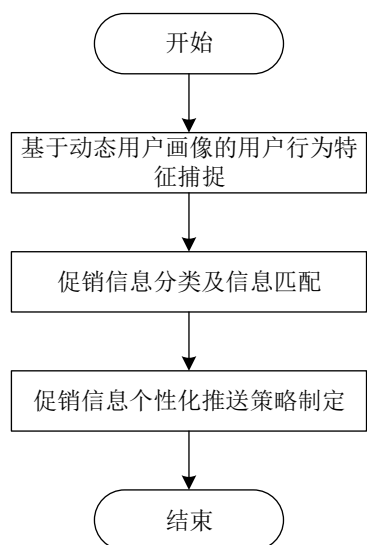 开始
基于动态用户画像的用户行为特
征捕捉
促销信息分类及信息匹配
促销信息个性化推送策略制定
结束